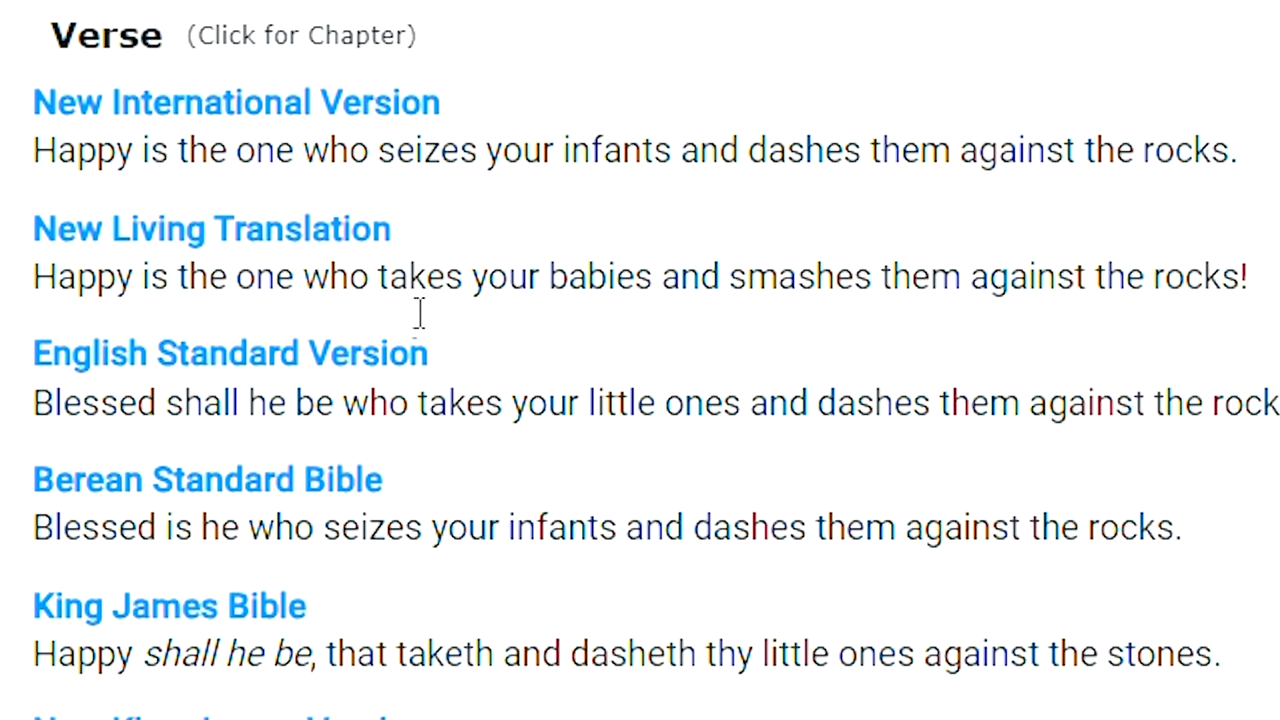 Verse (Click for Chapter)
New International Version
Happy is the one who seizes your infants and dashes them against the rocks.
New Living Translation
Happy is the one who takes your babies and smashes them against the rocks!
English Standard Version
Blessed shall he be who takes your little ones and dashes them against the rock
Berean Standard Bible
Blessed is he who seizes your infants and dashes them against the rocks.
King James Bible
Happy shall he be, that taketh and dasheth thy little ones against the stones.